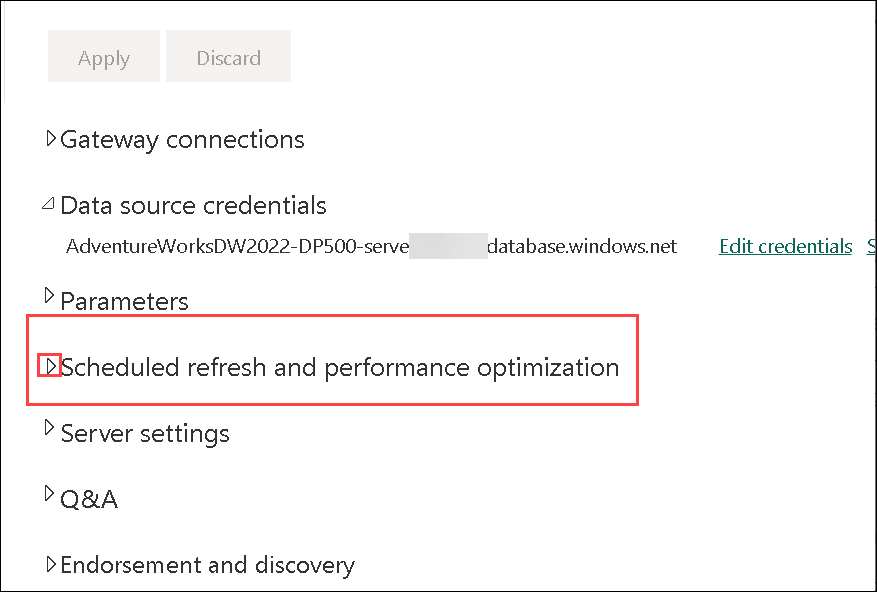 Apply Discard
Gateway connections
Data source credentials
AdventureWorksDW2022-DP500-serve database.windows.net Edit credentials S
Parameters
Scheduled refresh and performance optimization
Server settings
Q&A
Endorsement and discovery